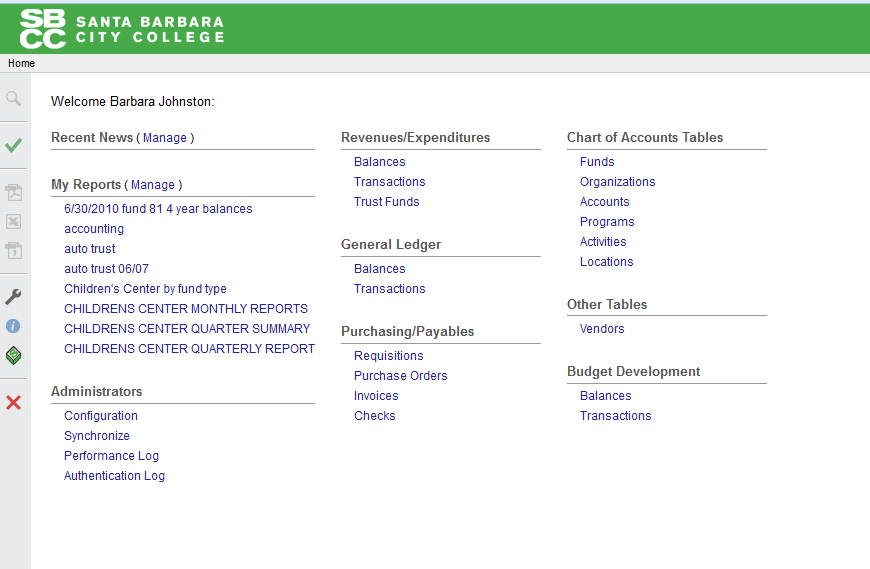 SB
CC
SANTA BARBARA
CITY COLLEGE
Home
Welcome Barbara Johnston:
Recent News ( Manage )
My Reports ( Manage )
6/30/2010 fund 81 4 year balances
accounting
auto trust
auto trust 06/07
Children's Center by fund type
CHILDRENS CENTER MONTHLY REPORTS
CHILDRENS CENTER QUARTER SUMMARY
CHILDRENS CENTER QUARTERLY REPORT
Administrators
Configuration
Synchronize
Performance Log
Authentication Log
Revenues/Expenditures
Balances
Transactions
Trust Funds
General Ledger
Balances
Transactions
Purchasing/Payables
Requisitions
Purchase Orders
Invoices
Checks
Chart of Accounts Tables
Funds
Organizations
Accounts
Programs
Activities
Locations
Other Tables
Vendors
Budget Development
Balances
Transactions